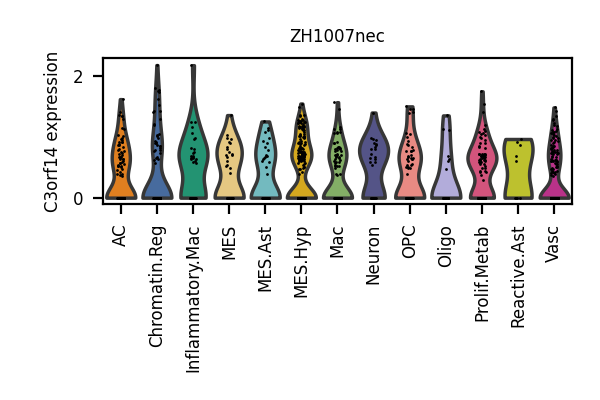 ZH1007nec
C3orf14 expression
2
0
AC
Chromatin.Reg
Inflammatory.Mac
MES
MES.Ast
MES.Hyp
Mac
Neuron
OPC
Oligo
Prolif.Metab
Reactive.Ast
Vasc